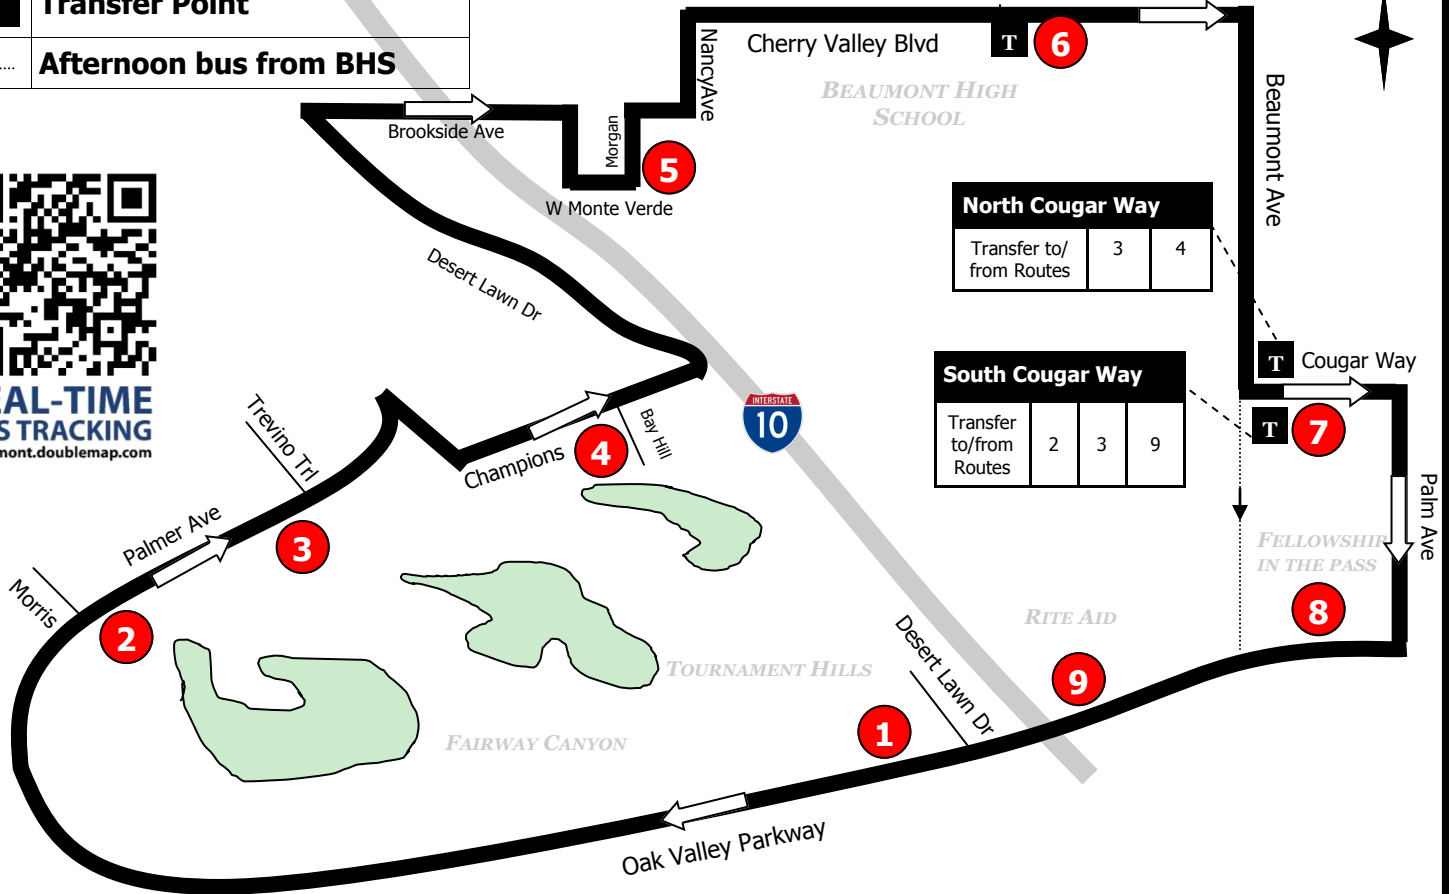 Transfer Point
Afternoon bus from BHS
T
6
Cherry Valley Blvd
NancyAve
BEAUMONT HIGH
SCHOOL
Beaumont Ave
Brookside Ave
Morgan
5
W Monte Verde
North Cougar Way
Transfer to/
from Routes
3
4
Desert Lawn Dr
T
Cougar Way
South Cougar Way
Transfer
to/from
Routes
2
3
9
T
7
INTERSTATE
10
EAL-TIME
S TRACKING
mont.doublemap.com
Trevino Trl
Bay Hill
Champions
4
Palm Ave
Palmer Ave
3
FELLOWSHIP
IN THE PASS
8
Morris
2
RITE AID
Desert Lawn Dr
TOURNAMENT HILLS
9
1
FAIRWAY CANYON
Oak Valley Parkway